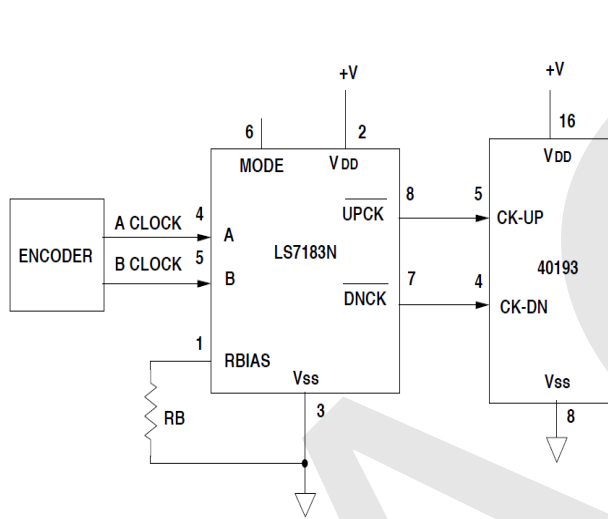 +V
+V
6
2
16
MODE
VDD
VDD
4
A CLOCK
A
UPCK
8
5
CK-UP
ENCODER
LS7183N
40193
B CLOCK
5
B
DNCK
7
4
CK-DN
1
RBIAS
Vss
Vss
3
8
RB